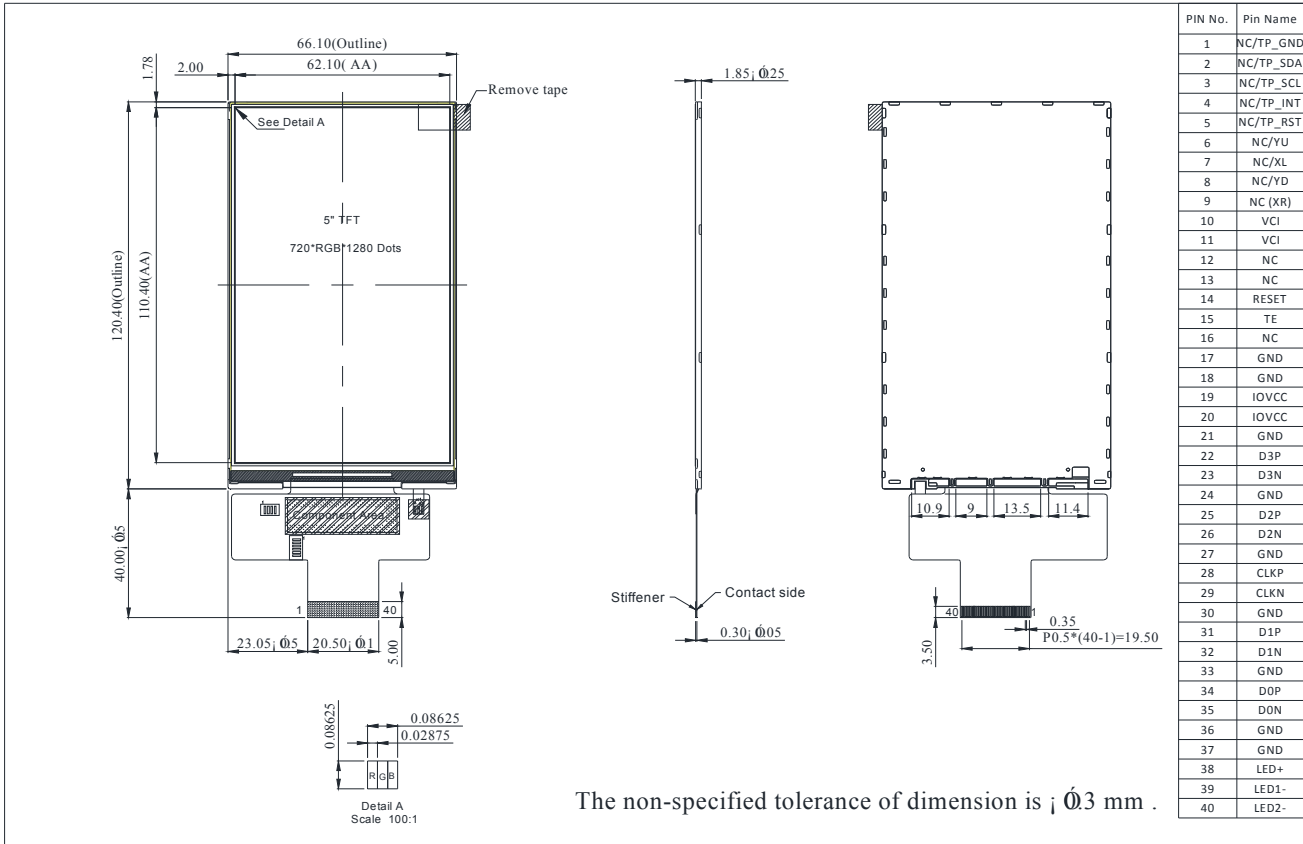 66.10(Outline)
62.10( AA)
2.00
1.78
1.85¡Ó0.25
Remove tape
See Detail A
5" TFT
720*RGB*1280 Dots
120.40(Outline)
110.40(AA)
Component Area
40.00¡Ó0.5
1
40
23.05¡Ó0.5
20.50¡Ó0.1
5.00
Stiffener
Contact side
0.30¡Ó0.05
10.9
9
13.5
11.4
40
1
0.35
P0.5*(40-1)=19.50
3.50
0.08625
0.08625
0.02875
R G B
Detail A
Scale 100:1
The non-specified tolerance of dimension is ¡Ó0.3 mm .
PIN No. Pin Name
1 NC/TP_GND
2 NC/TP_SDA
3 NC/TP_SCL
4 NC/TP_INT
5 NC/TP_RST
6 NC/YU
7 NC/XL
8 NC/YD
9 NC (XR)
10 VCI
11 VCI
12 NC
13 NC
14 RESET
15 TE
16 NC
17 GND
18 GND
19 IOVCC
20 IOVCC
21 GND
22 D3P
23 D3N
24 GND
25 D2P
26 D2N
27 GND
28 CLKP
29 CLKN
30 GND
31 D1P
32 D1N
33 GND
34 D0P
35 D0N
36 GND
37 GND
38 LED+
39 LED1-
40 LED2-